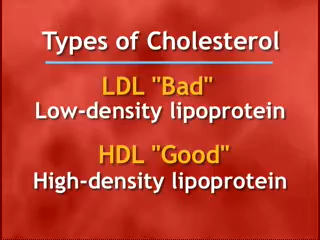 Types of Cholesterol
LDL "Bad"
Low-density lipoprotein
HDL "Good"
High-density lipoprotein